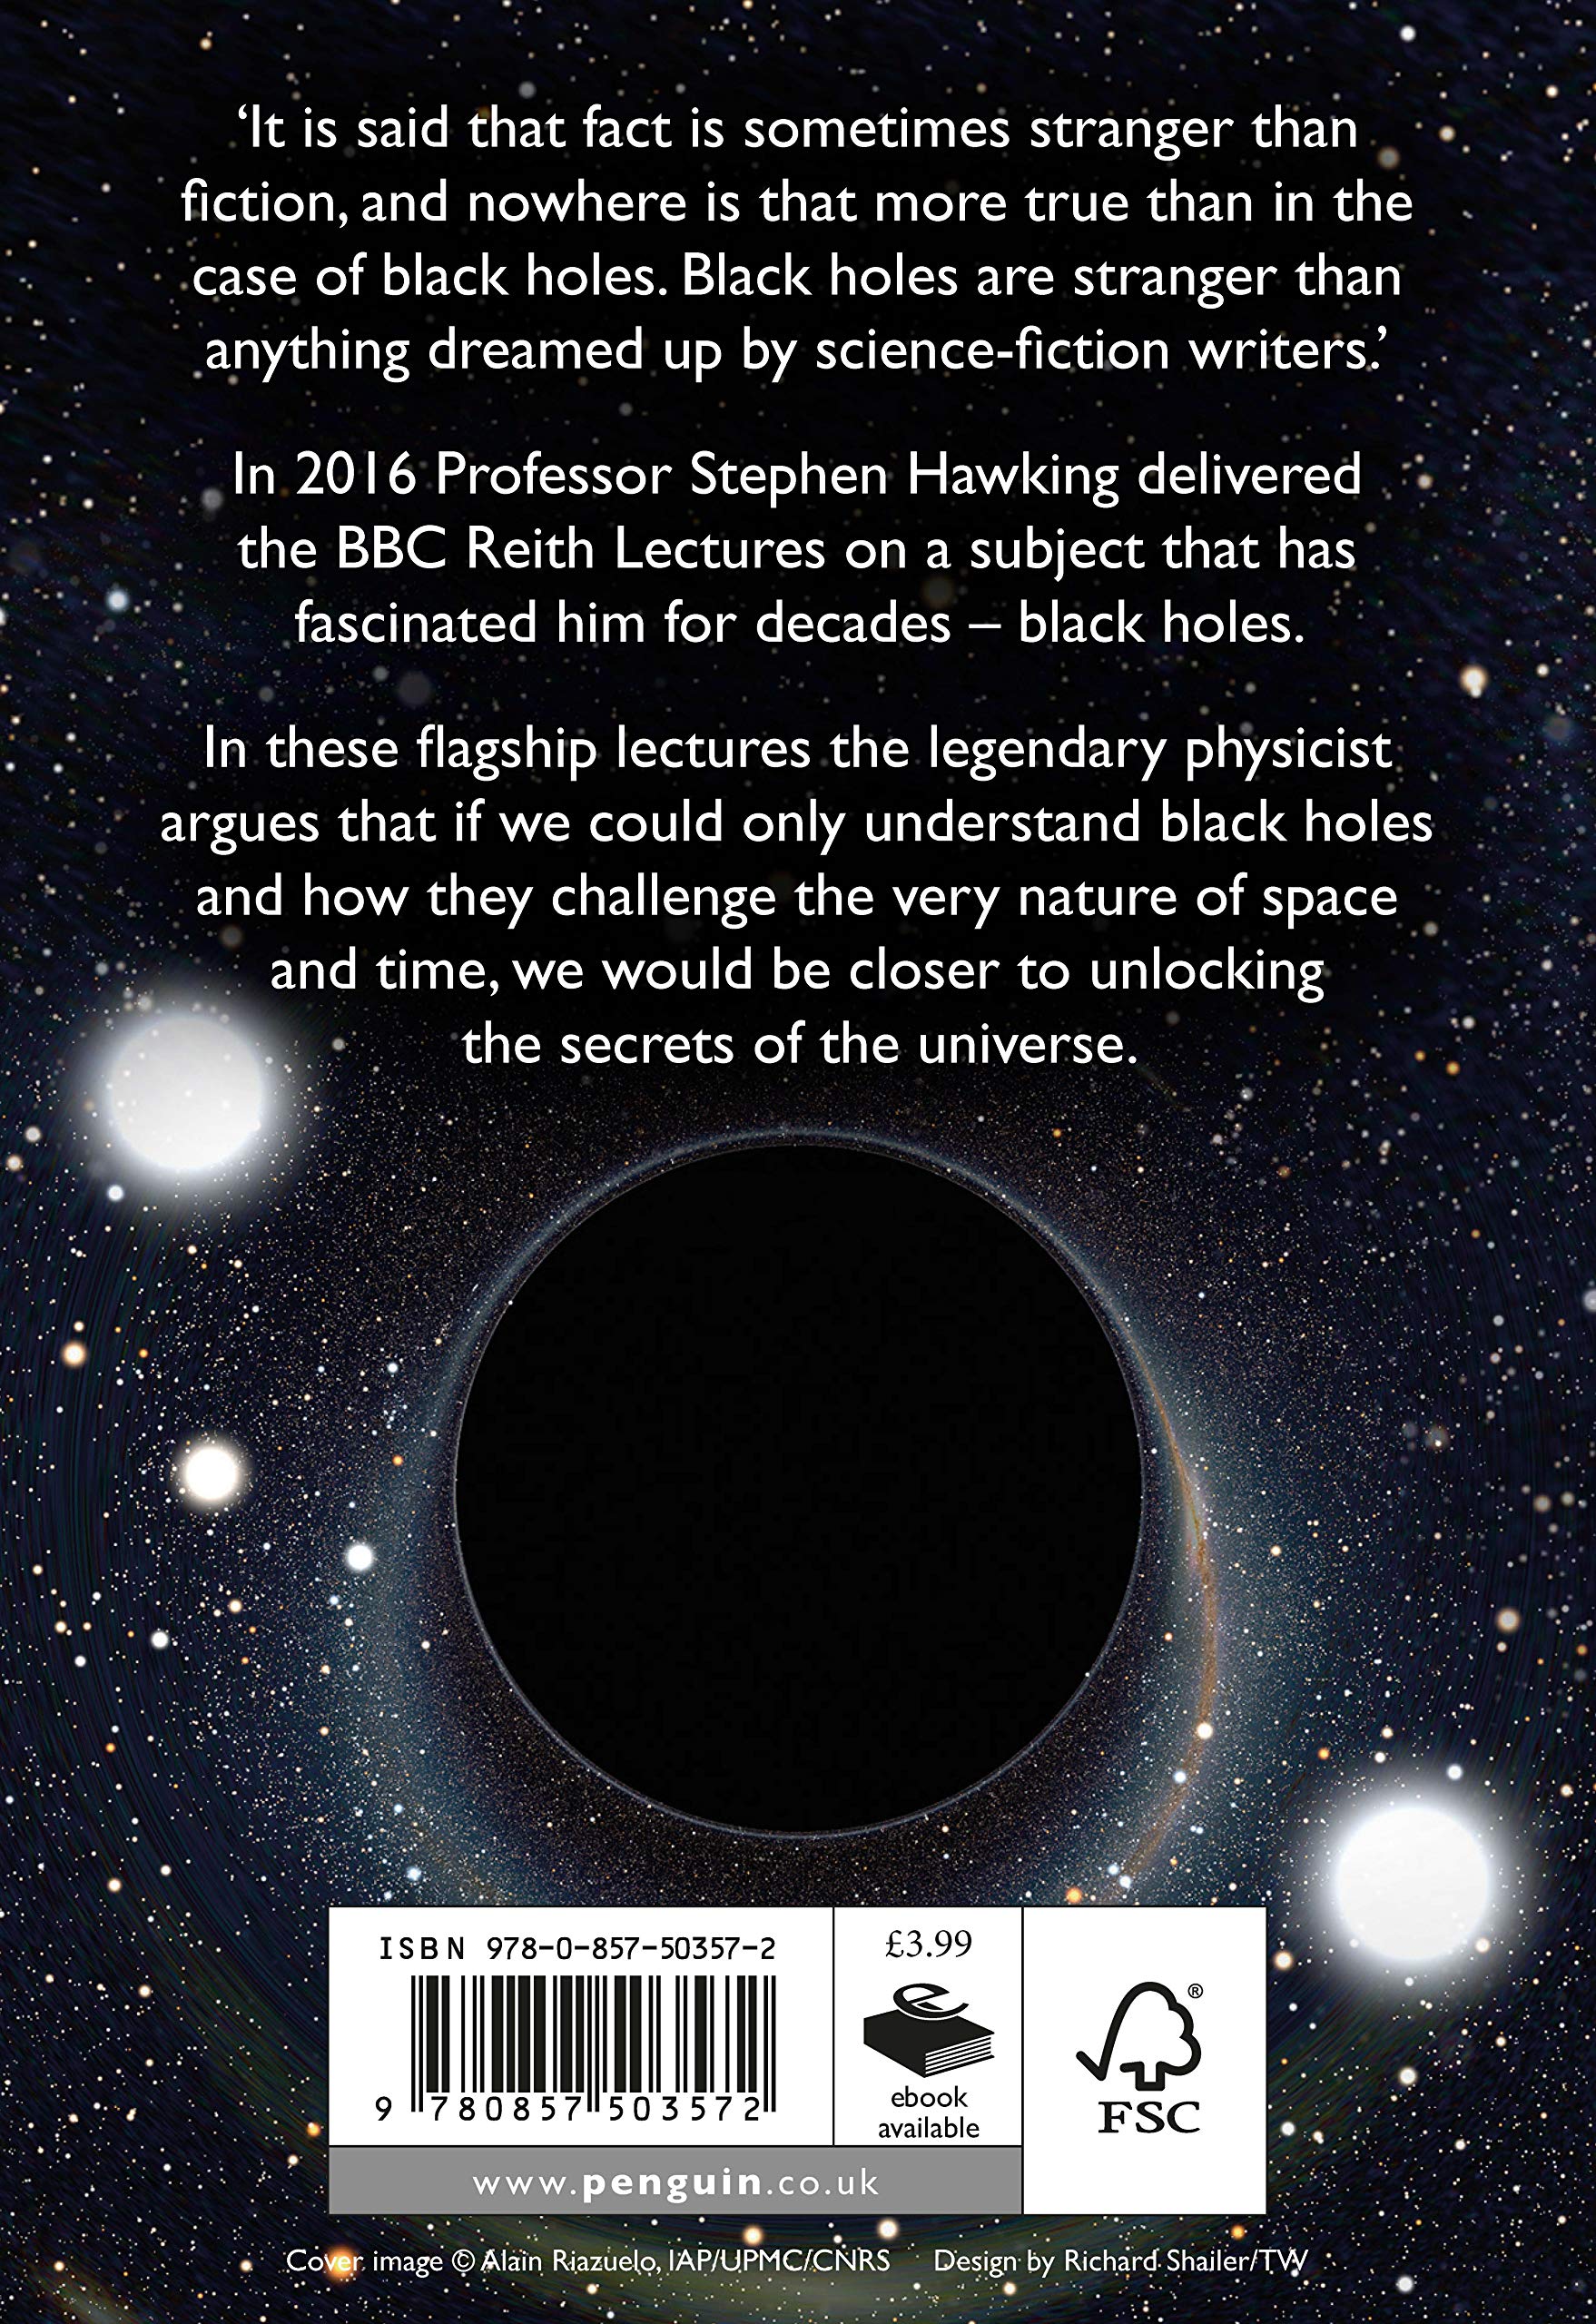 ‘It is said that fact is sometimes stranger than
fiction, and nowhere is that more true than in the
case of black holes. Black holes are stranger than
anything dreamed up by science-fiction writers.’
In 2016 Professor Stephen Hawking delivered
the BBC Reith Lectures on a subject that has
fascinated him for decades – black holes.
In these flagship lectures the legendary physicist
argues that if we could only understand black holes
and how they challenge the very nature of space
and time, we would be closer to unlocking
the secrets of the universe.
ISBN 978-0-857-50357-2
9 780857 503572
£3.99
e
ebook
available
®
FSC
www.penguin.co.uk
Cover image © Alain Riazuelo, IAP/UPMC/CNRS Design by Richard Shailer/TW